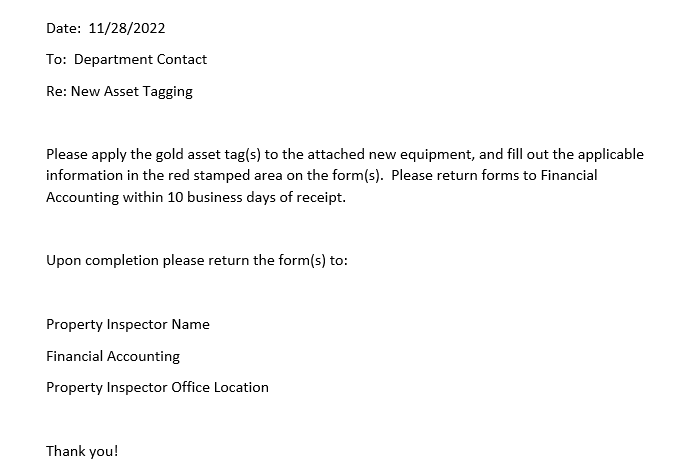 Date:  11/28/2022
To:  Department Contact
Re: New Asset Tagging
Please apply the gold asset tag(s) to the attached new equipment, and fill out the applicable
information in the red stamped area on the form(s).  Please return forms to Financial
Accounting within 10 business days of receipt.
Upon completion please return the form(s) to:
Property Inspector Name
Financial Accounting
Property Inspector Office Location
Thank you!